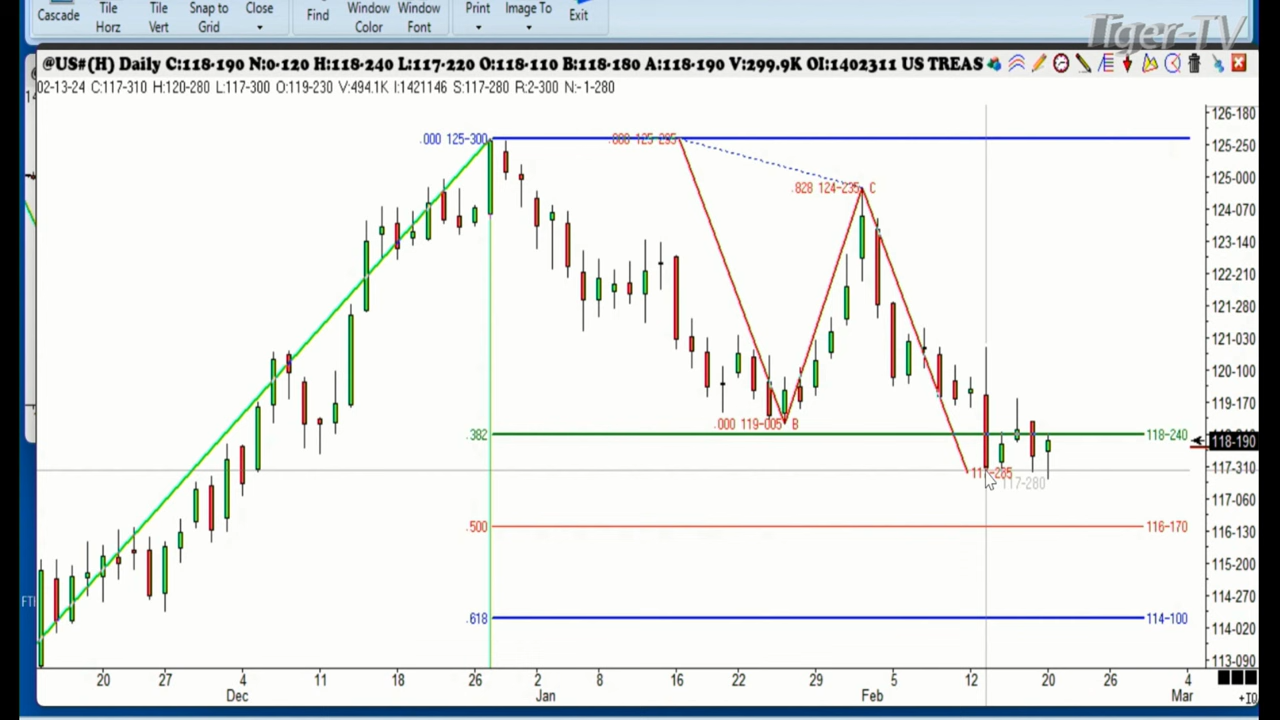 Cascade
Tile Horz
Tile Vert
Snap to Grid
Close
Find
Window Color
Window Font
Print
Image To
Exit
Tiger-TV
@US#(H) Daily C:118-190 N:0-120 H:118-240 L:117-220 O:118-110 B:118-180 A:118-190 V:299.9K OI:1402311 US TREAS
02-13-24 C:117-310 H:120-280 L:117-300 O:119-230 V:494.1K I:1421146 S:117-280 R:2-300 N:-1-280
126-180
.000 125-300
.000 125-295
125-250
.828 124-235 C
125-000
124-070
123-140
122-210
121-280
121-030
120-100
119-170
.000 119-005 B
.382
118-240
118-190
117-285
117-310
117-280
117-060
.500
116-170
116-130
115-200
FTI
114-270
.618
114-100
114-020
113-090
20 27 4 11 18 26 2 8 16 22 29 5 12 20 26 4
Dec Jan Feb Mar
+10